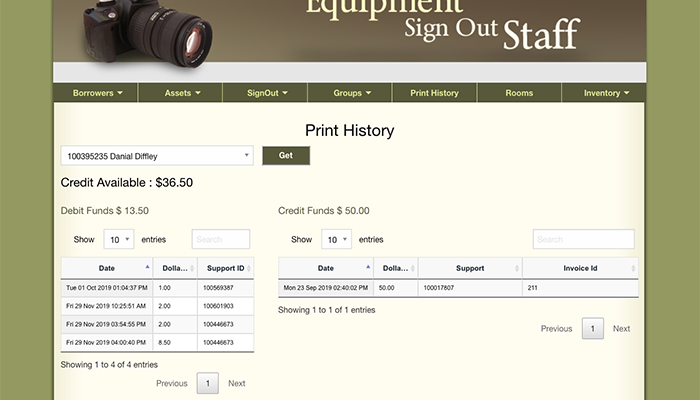 Equipment
Sign Out Staff
Borrowers Assets SignOut Groups Print History Rooms Inventory
Print History
100395235 Danial Diffley Get
Credit Available : $36.50
Debit Funds $ 13.50
Show 10 entries Search
Date Dolla... Support ID
Tue 01 Oct 2019 01:04:37 PM 1.00 100569387
Fri 29 Nov 2019 10:25:51 AM 2.00 100601903
Fri 29 Nov 2019 03:54:55 PM 2.00 100446673
Fri 29 Nov 2019 04:00:40 PM 8.50 100446673
Showing 1 to 4 of 4 entries
Previous 1 Next
Credit Funds $ 50.00
Show 10 entries Search
Date Dolla... Support Invoice Id
Mon 23 Sep 2019 02:40:02 PM 50.00 100017807 211
Showing 1 to 1 of 1 entries
Previous 1 Next